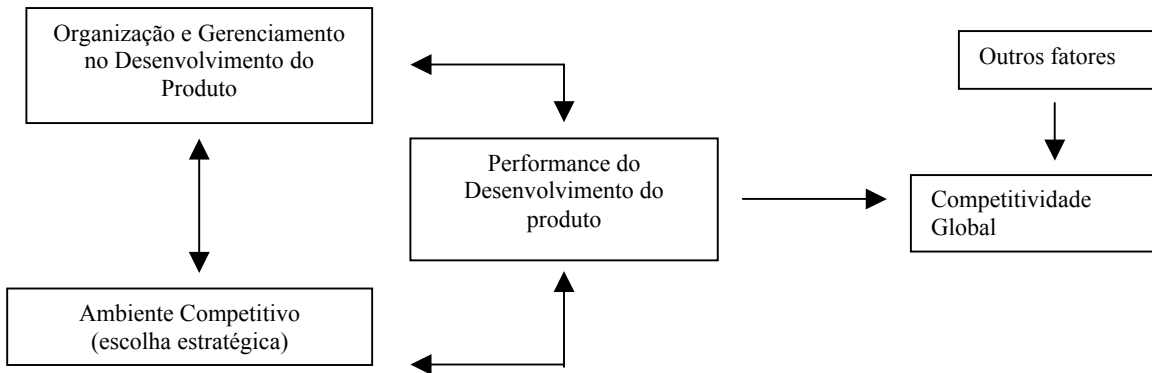 Organização e Gerenciamento
no Desenvolvimento do
Produto
Outros fatores
Performance do
Desenvolvimento do
produto
Competitividade
Global
Ambiente Competitivo
(escolha estratégica)